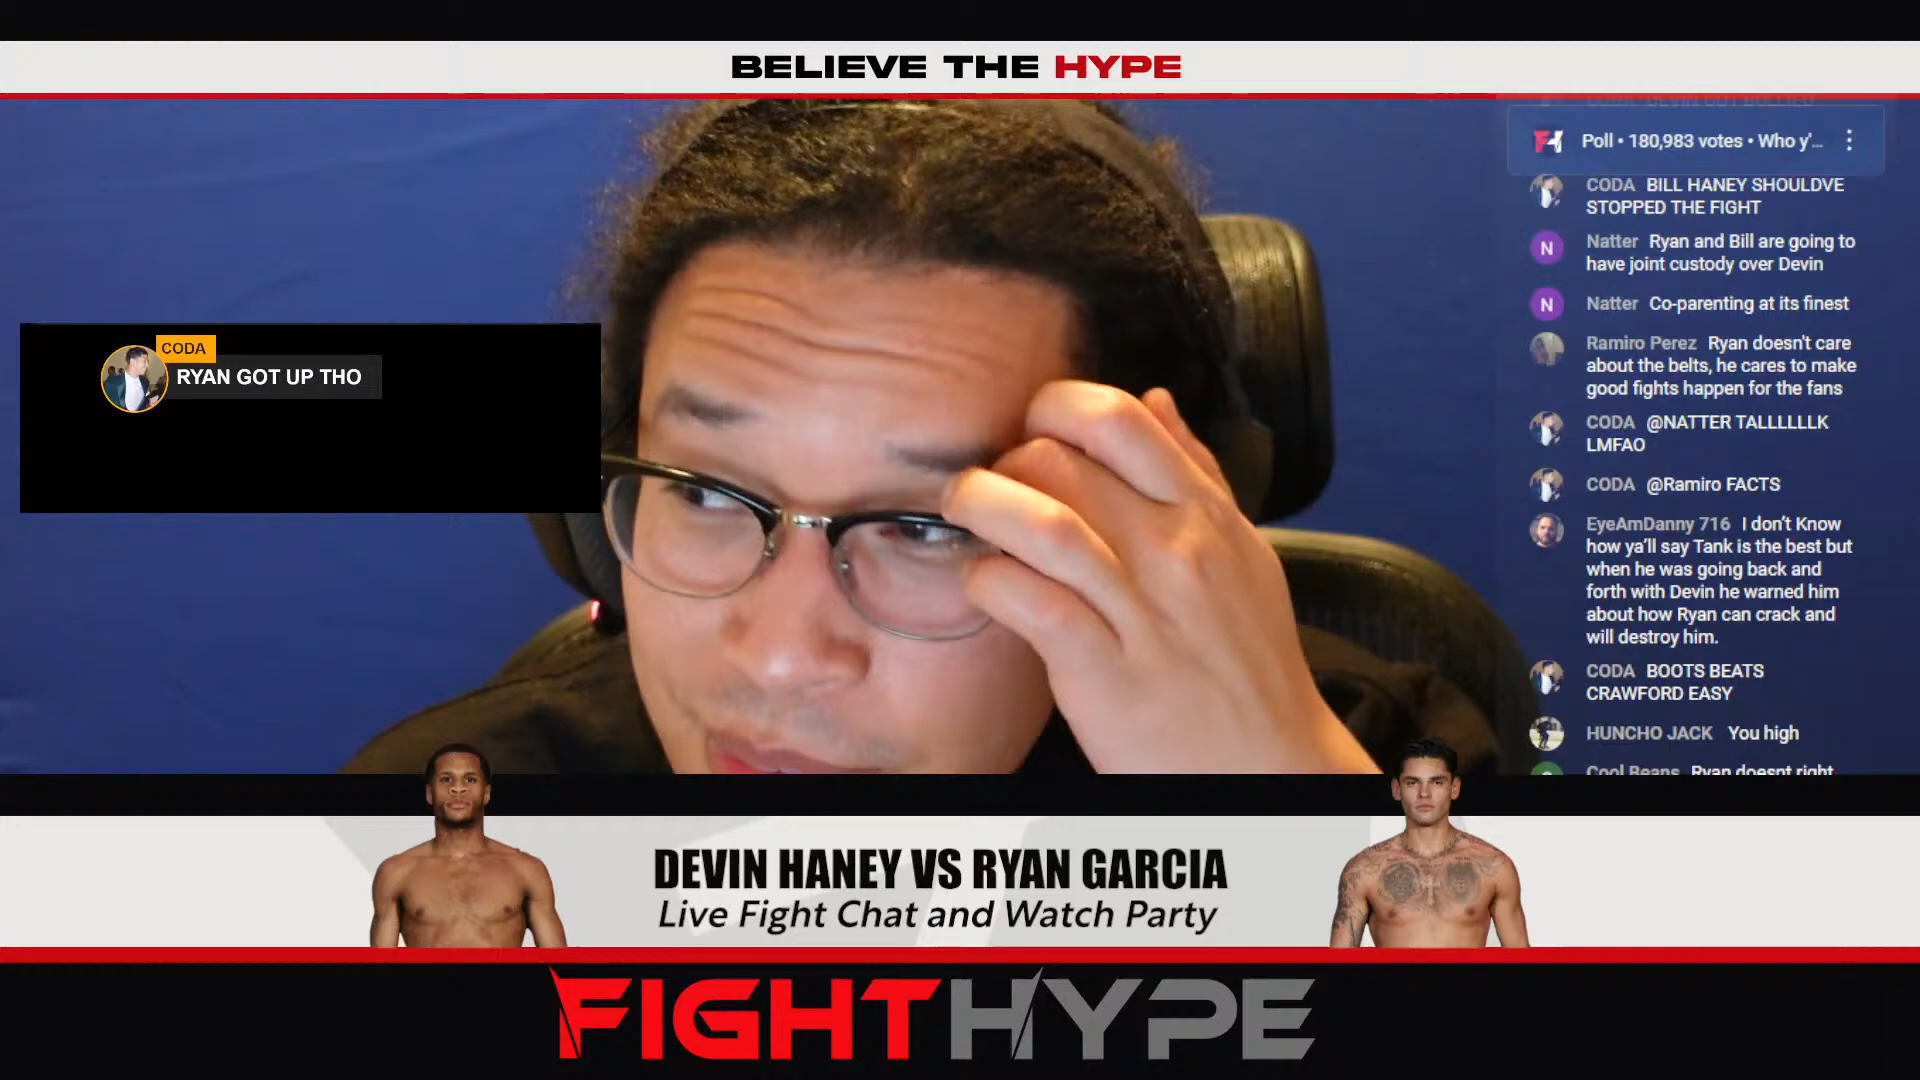 BELIEVE THE HYPE
Poll • 180,983 votes • Who y'...
CODA BILL HANEY SHOULDVE
STOPPED THE FIGHT
N Natter Ryan and Bill are going to
have joint custody over Devin
N Natter Co-parenting at its finest
Ramiro Perez Ryan doesn't care
about the belts, he cares to make
good fights happen for the fans
CODA @NATTER TALLLLLLK
LMFAO
CODA @Ramiro FACTS
EyeAmDanny 716 I don't Know
how ya'll say Tank is the best but
when he was going back and
forth with Devin he warned him
about how Ryan can crack and
will destroy him.
CODA BOOTS BEATS
CRAWFORD EASY
HUNCHO JACK You high
Cool Beans Ryan doesnt right
CODA
RYAN GOT UP THO
DEVIN HANEY VS RYAN GARCIA
Live Fight Chat and Watch Party
FIGHTHYPE